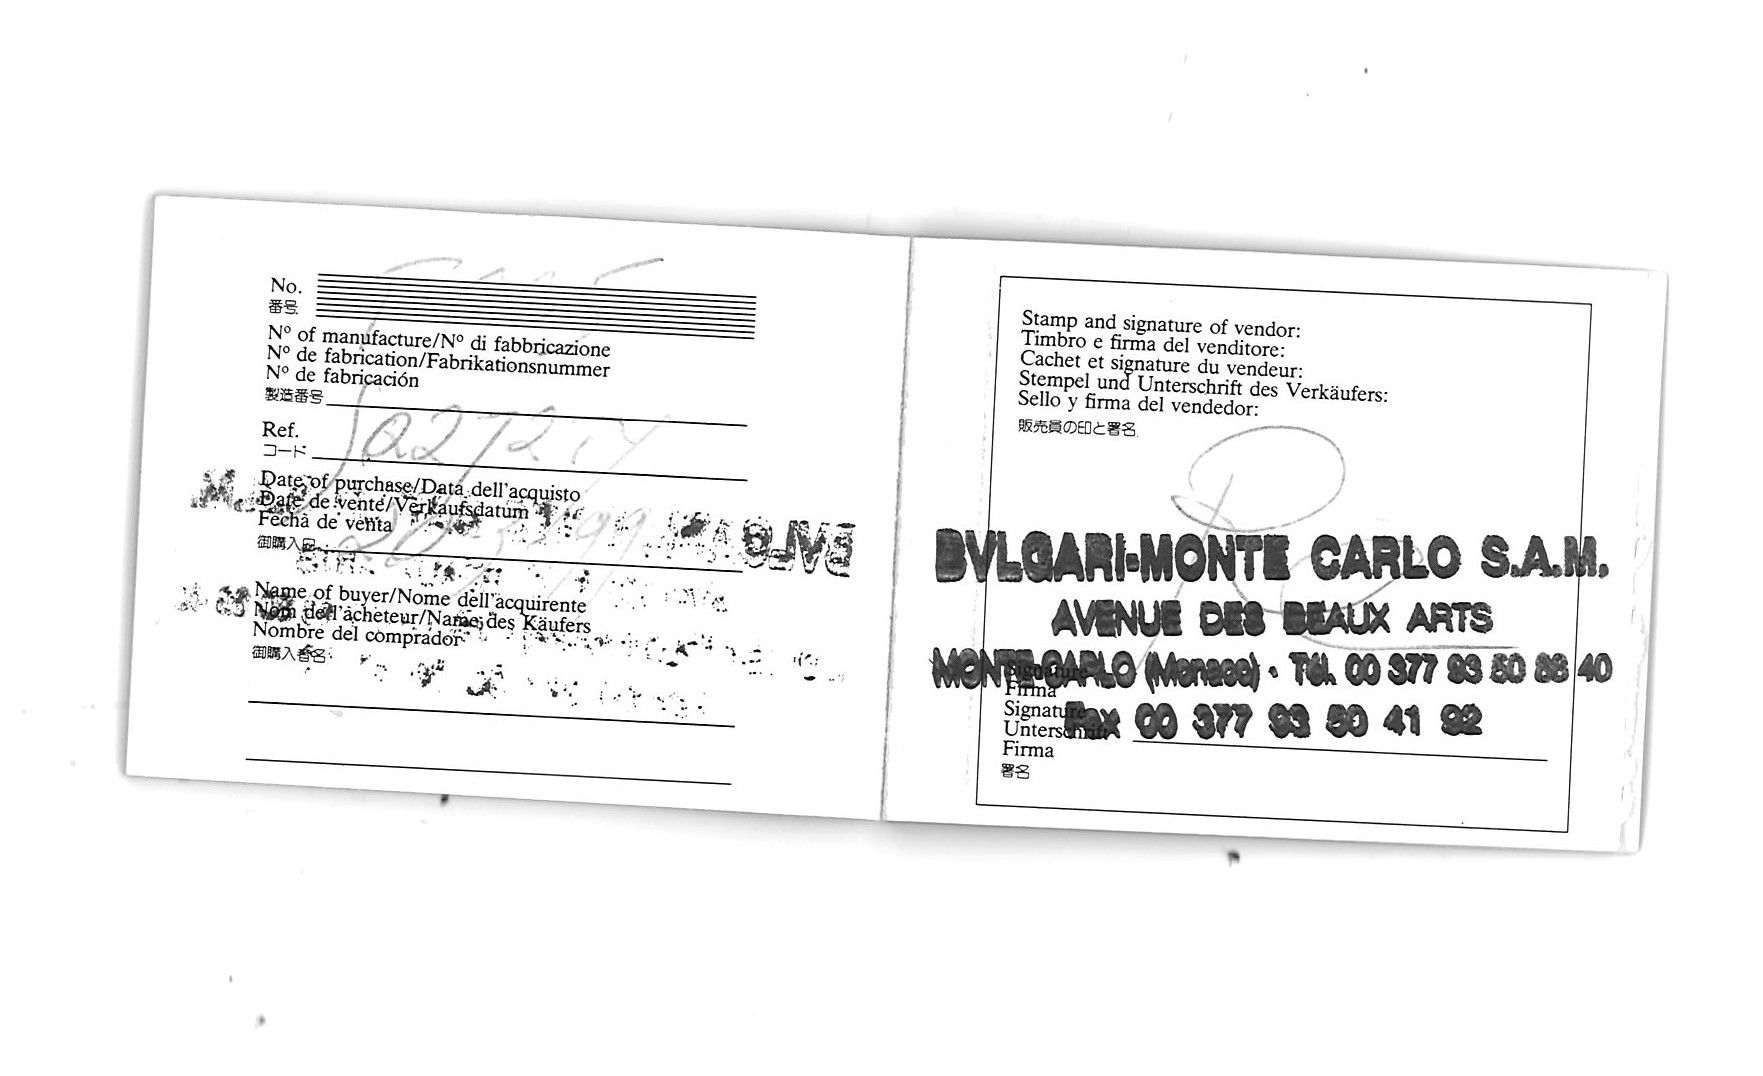 No.
番号
Nº of manufacture/Nº di fabbricazione
Nº de fabrication/Fabrikationsnummer
Nº de fabricación
製造番号
Ref.
コード
Date of purchase/Data dell'acquisto
Date de vente/Verkaufsdatum
Fecha de venta
御購入日
Name of buyer/Nome dell'acquirente
Nom de l'acheteur/Name des Käufers
Nombre del comprador
御購入者名
Stamp and signature of vendor:
Timbro e firma del venditore:
Cachet et signature du vendeur:
Stempel und Unterschrift des Verkäufers:
Sello y firma del vendedor:
販売員の印と署名
BVLGARI-MONTE CARLO S.A.M.
AVENUE DES BEAUX ARTS
MONTE CARLO (Monaco) - Tél. 00 377 93 50 88 40
Fax 00 377 93 50 41 92
Signature
Firma
Signature
Unterschrift
Firma
署名